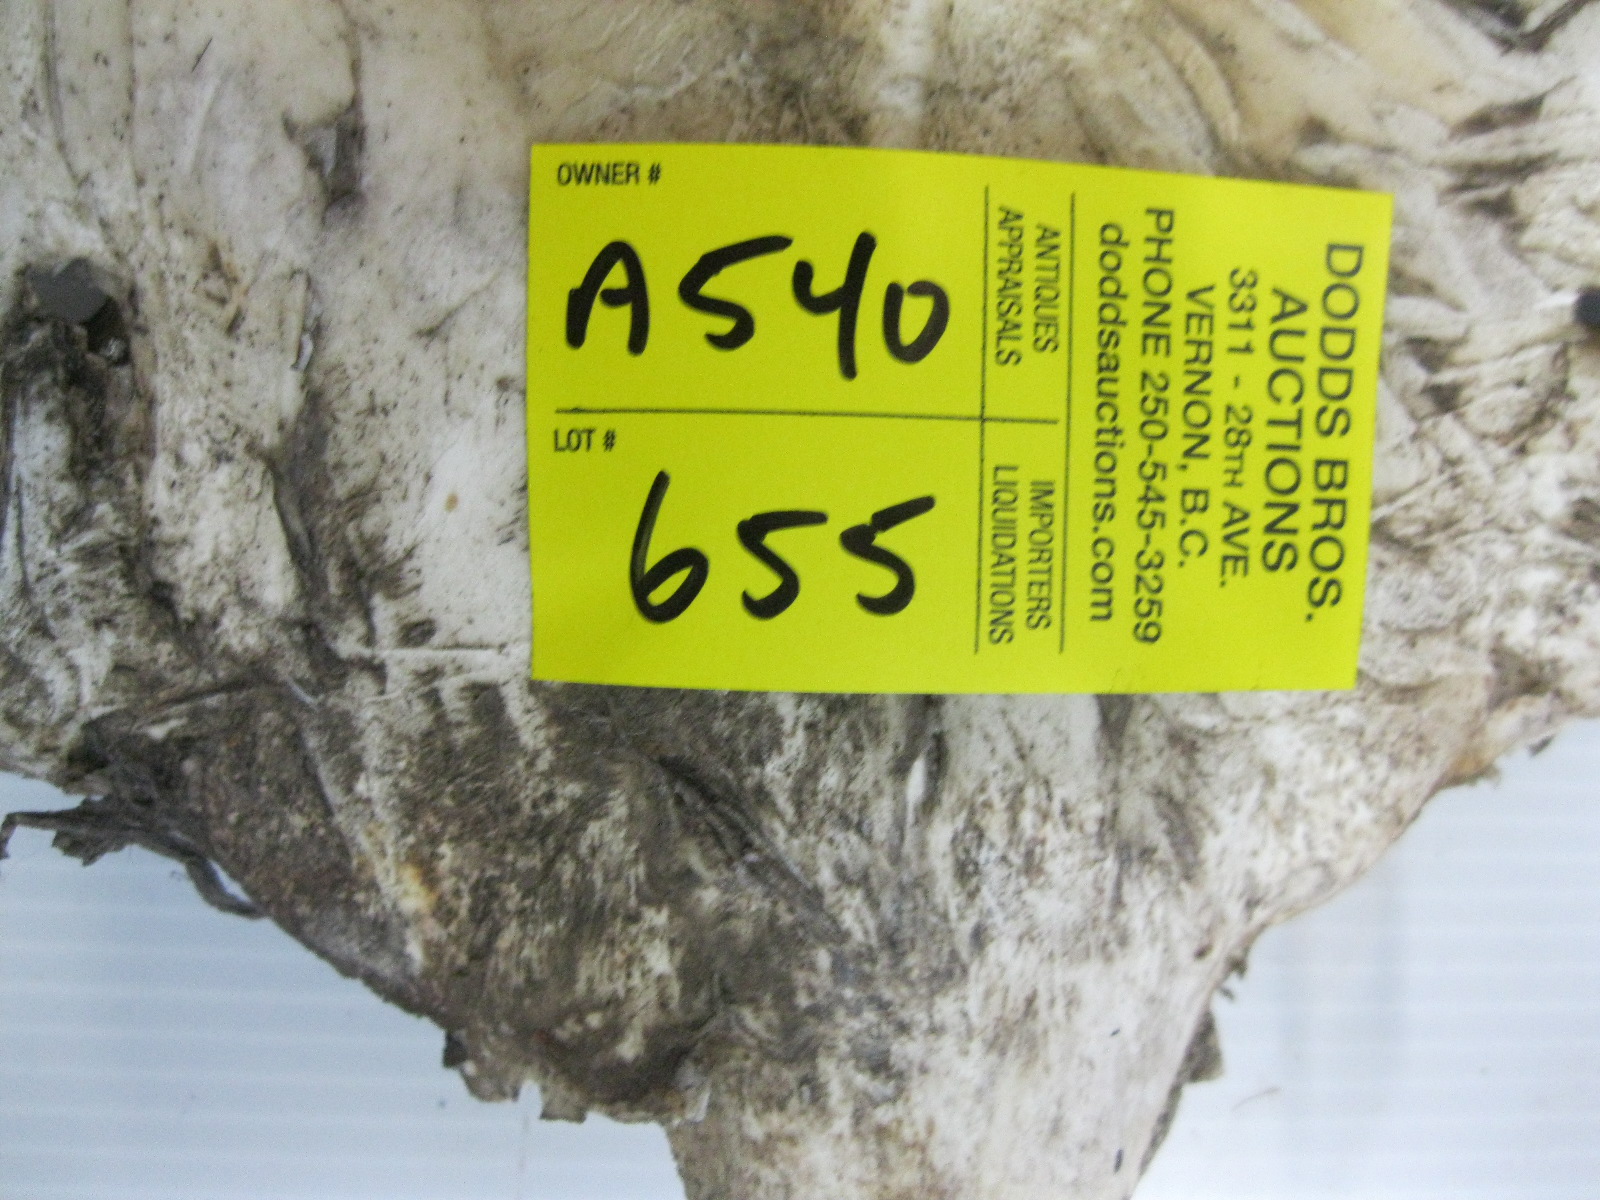 DODDS BROS.
AUCTIONS
3311 - 28TH AVE.
VERNON, B.C.
PHONE 250-545-3259
doddsauctions.com
ANTIQUES
APPRAISALS
IMPORTERS
LIQUIDATIONS
OWNER #
A540
LOT #
655